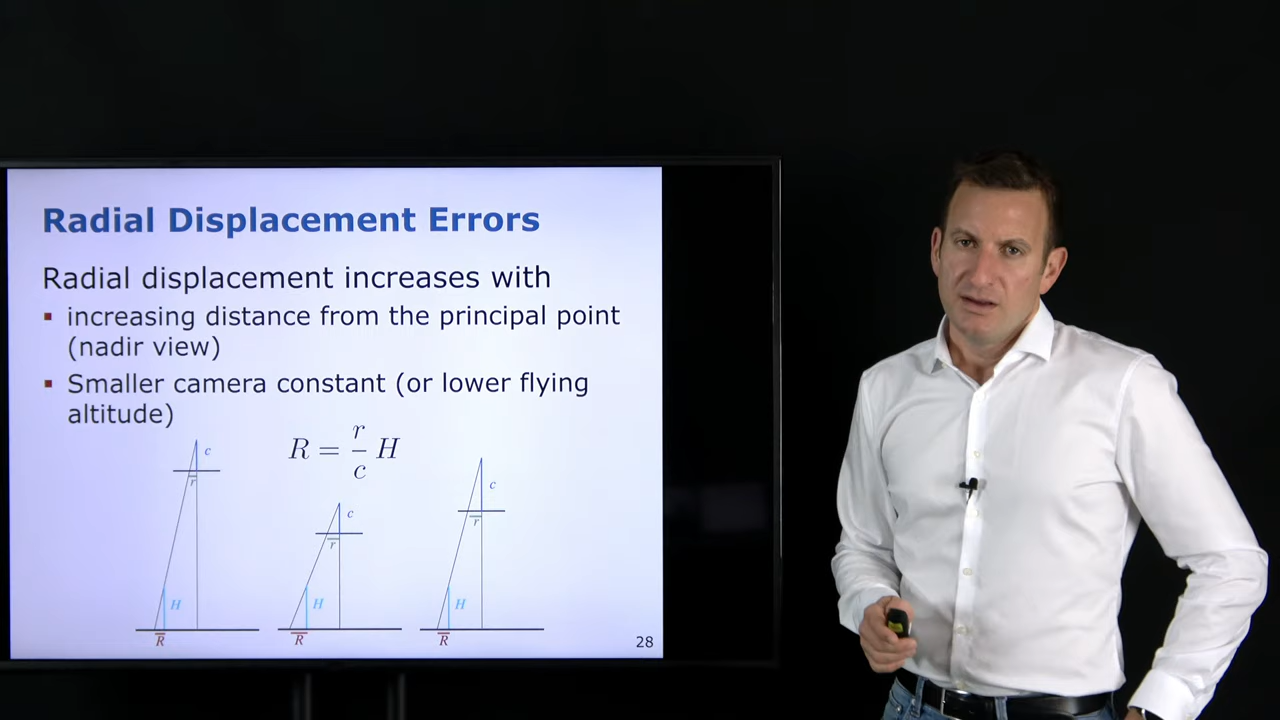 Radial Displacement Errors
Radial displacement increases with
▪ increasing distance from the principal point
(nadir view)
▪ Smaller camera constant (or lower flying
altitude)
R = r/c H
c
r
H
R
c
r
H
R
c
r
H
R
28